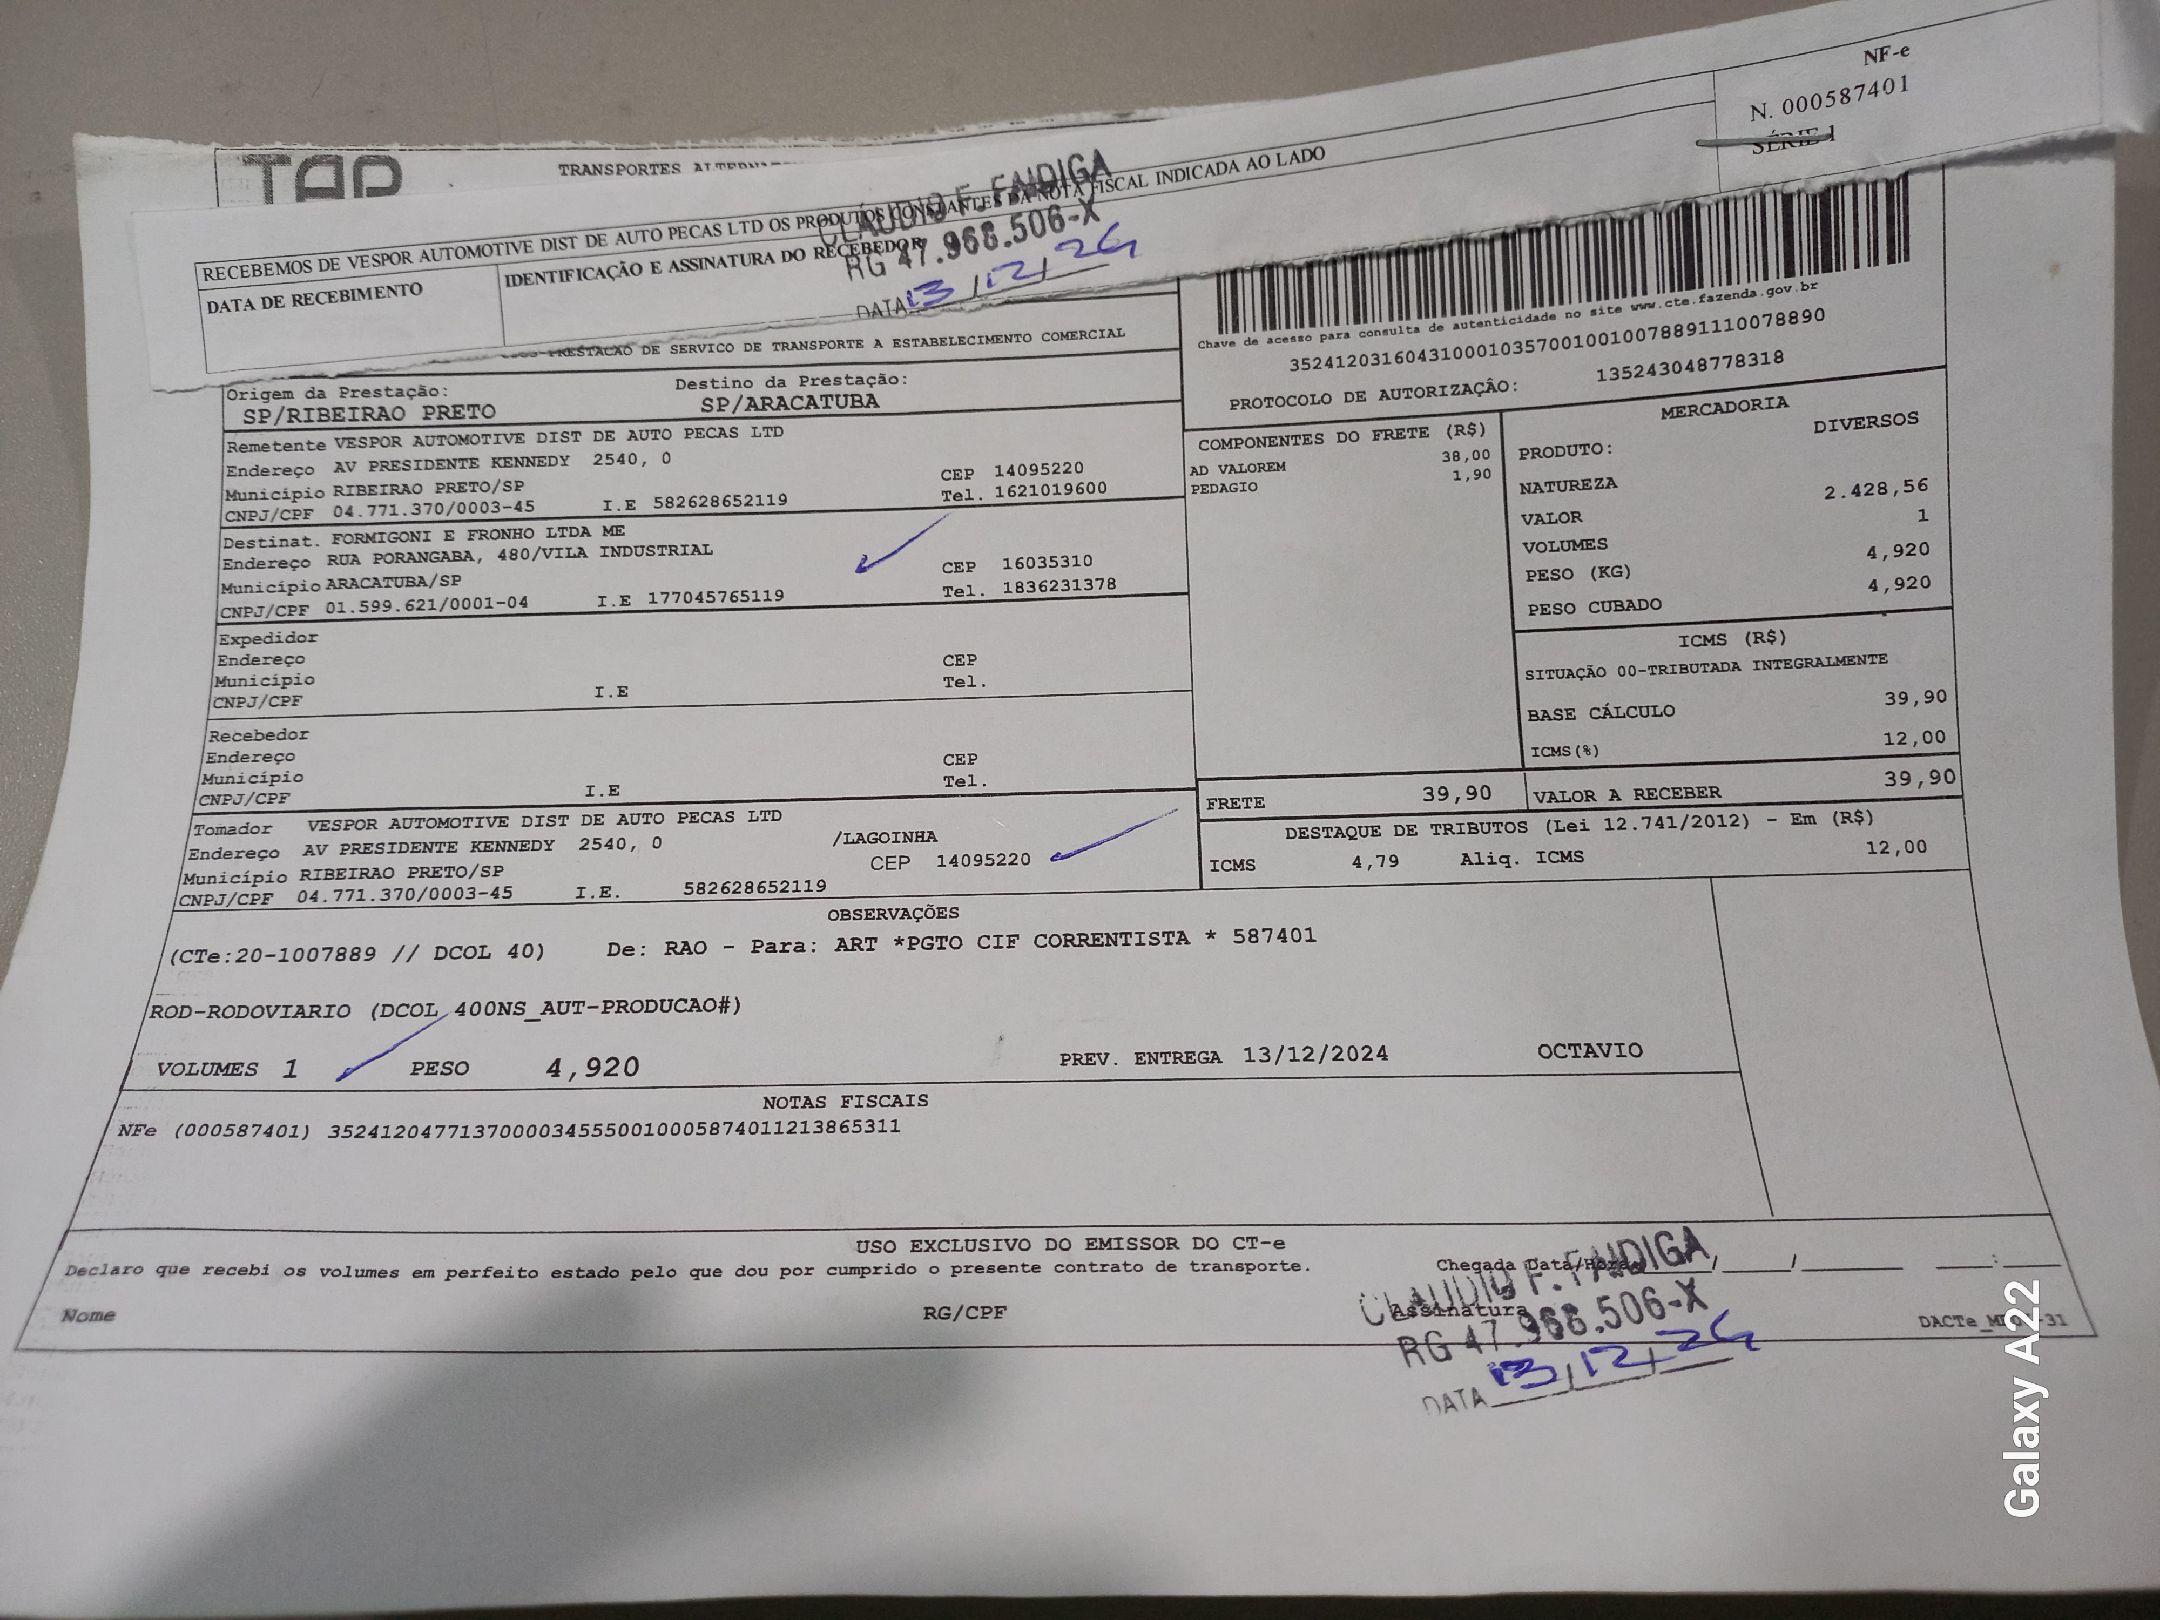 NF-e
N. 000587401
SÉRIE 1
TAP
TRANSPORTES
RECEBEMOS DE VESPOR AUTOMOTIVE DIST DE AUTO PECAS LTD OS PRODUTOS CONSTANTES DA NOTA FISCAL INDICADA AO LADO
DATA DE RECEBIMENTO
IDENTIFICAÇÃO E ASSINATURA DO RECEBEDOR
CLAUDIO F.
RG 47.968.506-X
DATA 13/12/24
PRESTACAO DE SERVICO DE TRANSPORTE A ESTABELECIMENTO COMERCIAL
Chave de acesso para consulta de autenticidade no site www.cte.fazenda.gov.br
35241203160431000103570010010078891110078890
PROTOCOLO DE AUTORIZAÇÃO: 135243048778318
Origem da Prestação: Destino da Prestação:
SP/RIBEIRAO PRETO SP/ARACATUBA
Remetente VESPOR AUTOMOTIVE DIST DE AUTO PECAS LTD
Endereço AV PRESIDENTE KENNEDY 2540, 0 CEP 14095220
Município RIBEIRAO PRETO/SP Tel. 1621019600
CNPJ/CPF 04.771.370/0003-45 I.E 582628652119
Destinat. FORMIGONI E FRONHO LTDA ME
Endereço RUA PORANGABA, 480/VILA INDUSTRIAL CEP 16035310
Município ARACATUBA/SP Tel. 1836231378
CNPJ/CPF 01.599.621/0001-04 I.E 177045765119
Expedidor
Endereço CEP
Município Tel.
CNPJ/CPF I.E
Recebedor
Endereço CEP
Município Tel.
CNPJ/CPF I.E
Tomador VESPOR AUTOMOTIVE DIST DE AUTO PECAS LTD
Endereço AV PRESIDENTE KENNEDY 2540, 0 /LAGOINHA
Município RIBEIRAO PRETO/SP CEP 14095220
CNPJ/CPF 04.771.370/0003-45 I.E. 582628652119
COMPONENTES DO FRETE (R$)
AD VALOREM 38,00
PEDAGIO 1,90
MERCADORIA
PRODUTO: DIVERSOS
NATUREZA
VALOR 2.428,56
VOLUMES 1
PESO (KG) 4,920
PESO CUBADO 4,920
ICMS (R$)
SITUAÇÃO 00-TRIBUTADA INTEGRALMENTE
BASE CÁLCULO 39,90
ICMS(%) 12,00
FRETE 39,90 VALOR A RECEBER 39,90
DESTAQUE DE TRIBUTOS (Lei 12.741/2012) - Em (R$)
ICMS 4,79 Aliq. ICMS 12,00
OBSERVAÇÕES
(CTe:20-1007889 // DCOL 40) De: RAO - Para: ART *PGTO CIF CORRENTISTA * 587401
ROD-RODOVIARIO (DCOL 400NS_AUT-PRODUCAO#)
VOLUMES 1 PESO 4,920 PREV. ENTREGA 13/12/2024 OCTAVIO
NOTAS FISCAIS
NFe (000587401) 35241204771370000345550010005874011213865311
USO EXCLUSIVO DO EMISSOR DO CT-e
Declaro que recebi os volumes em perfeito estado pelo que dou por cumprido o presente contrato de transporte.
Chegada Data/Hora / / :
Nome RG/CPF Assinatura
CLAUDIO F.
RG 47.968.506-X
DATA 13/12/24
Galaxy A22